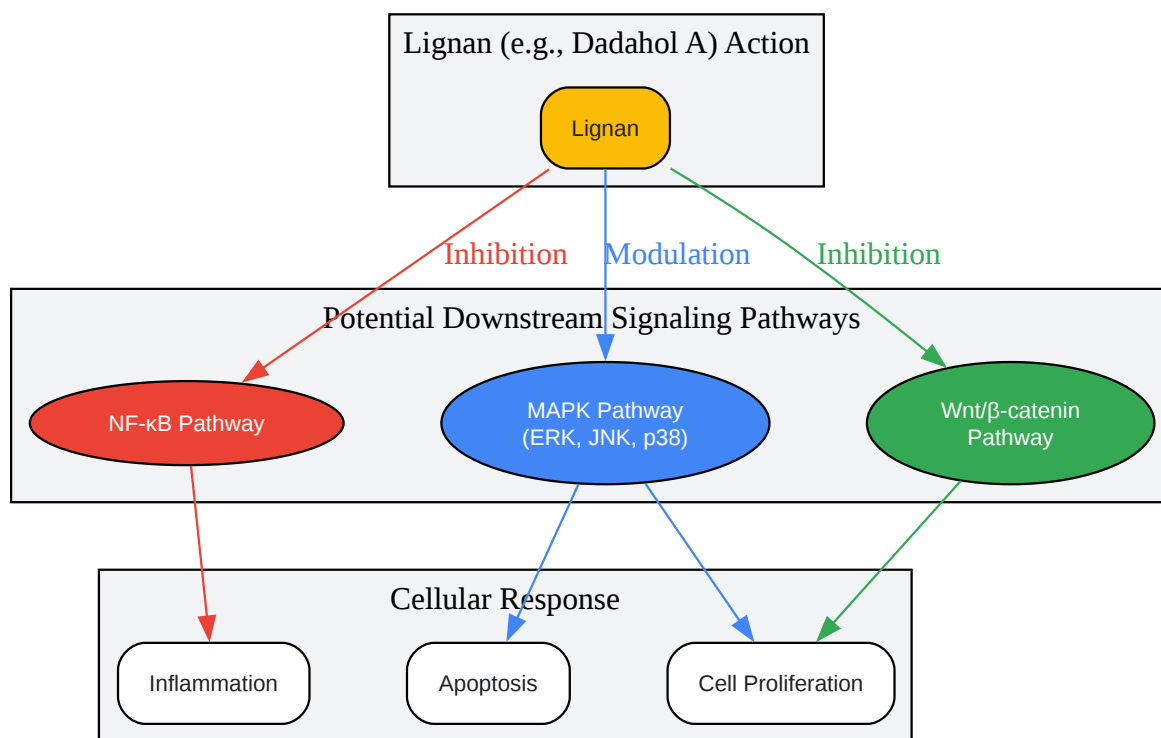 Lignan (e.g., Dadahol A) Action
Lignan
Inhibition
Modulation
Inhibition
Potential Downstream Signaling Pathways
NF-κB Pathway
MAPK Pathway
(ERK, JNK, p38)
Wnt/β-catenin
Pathway
Cellular Response
Inflammation
Apoptosis
Cell Proliferation